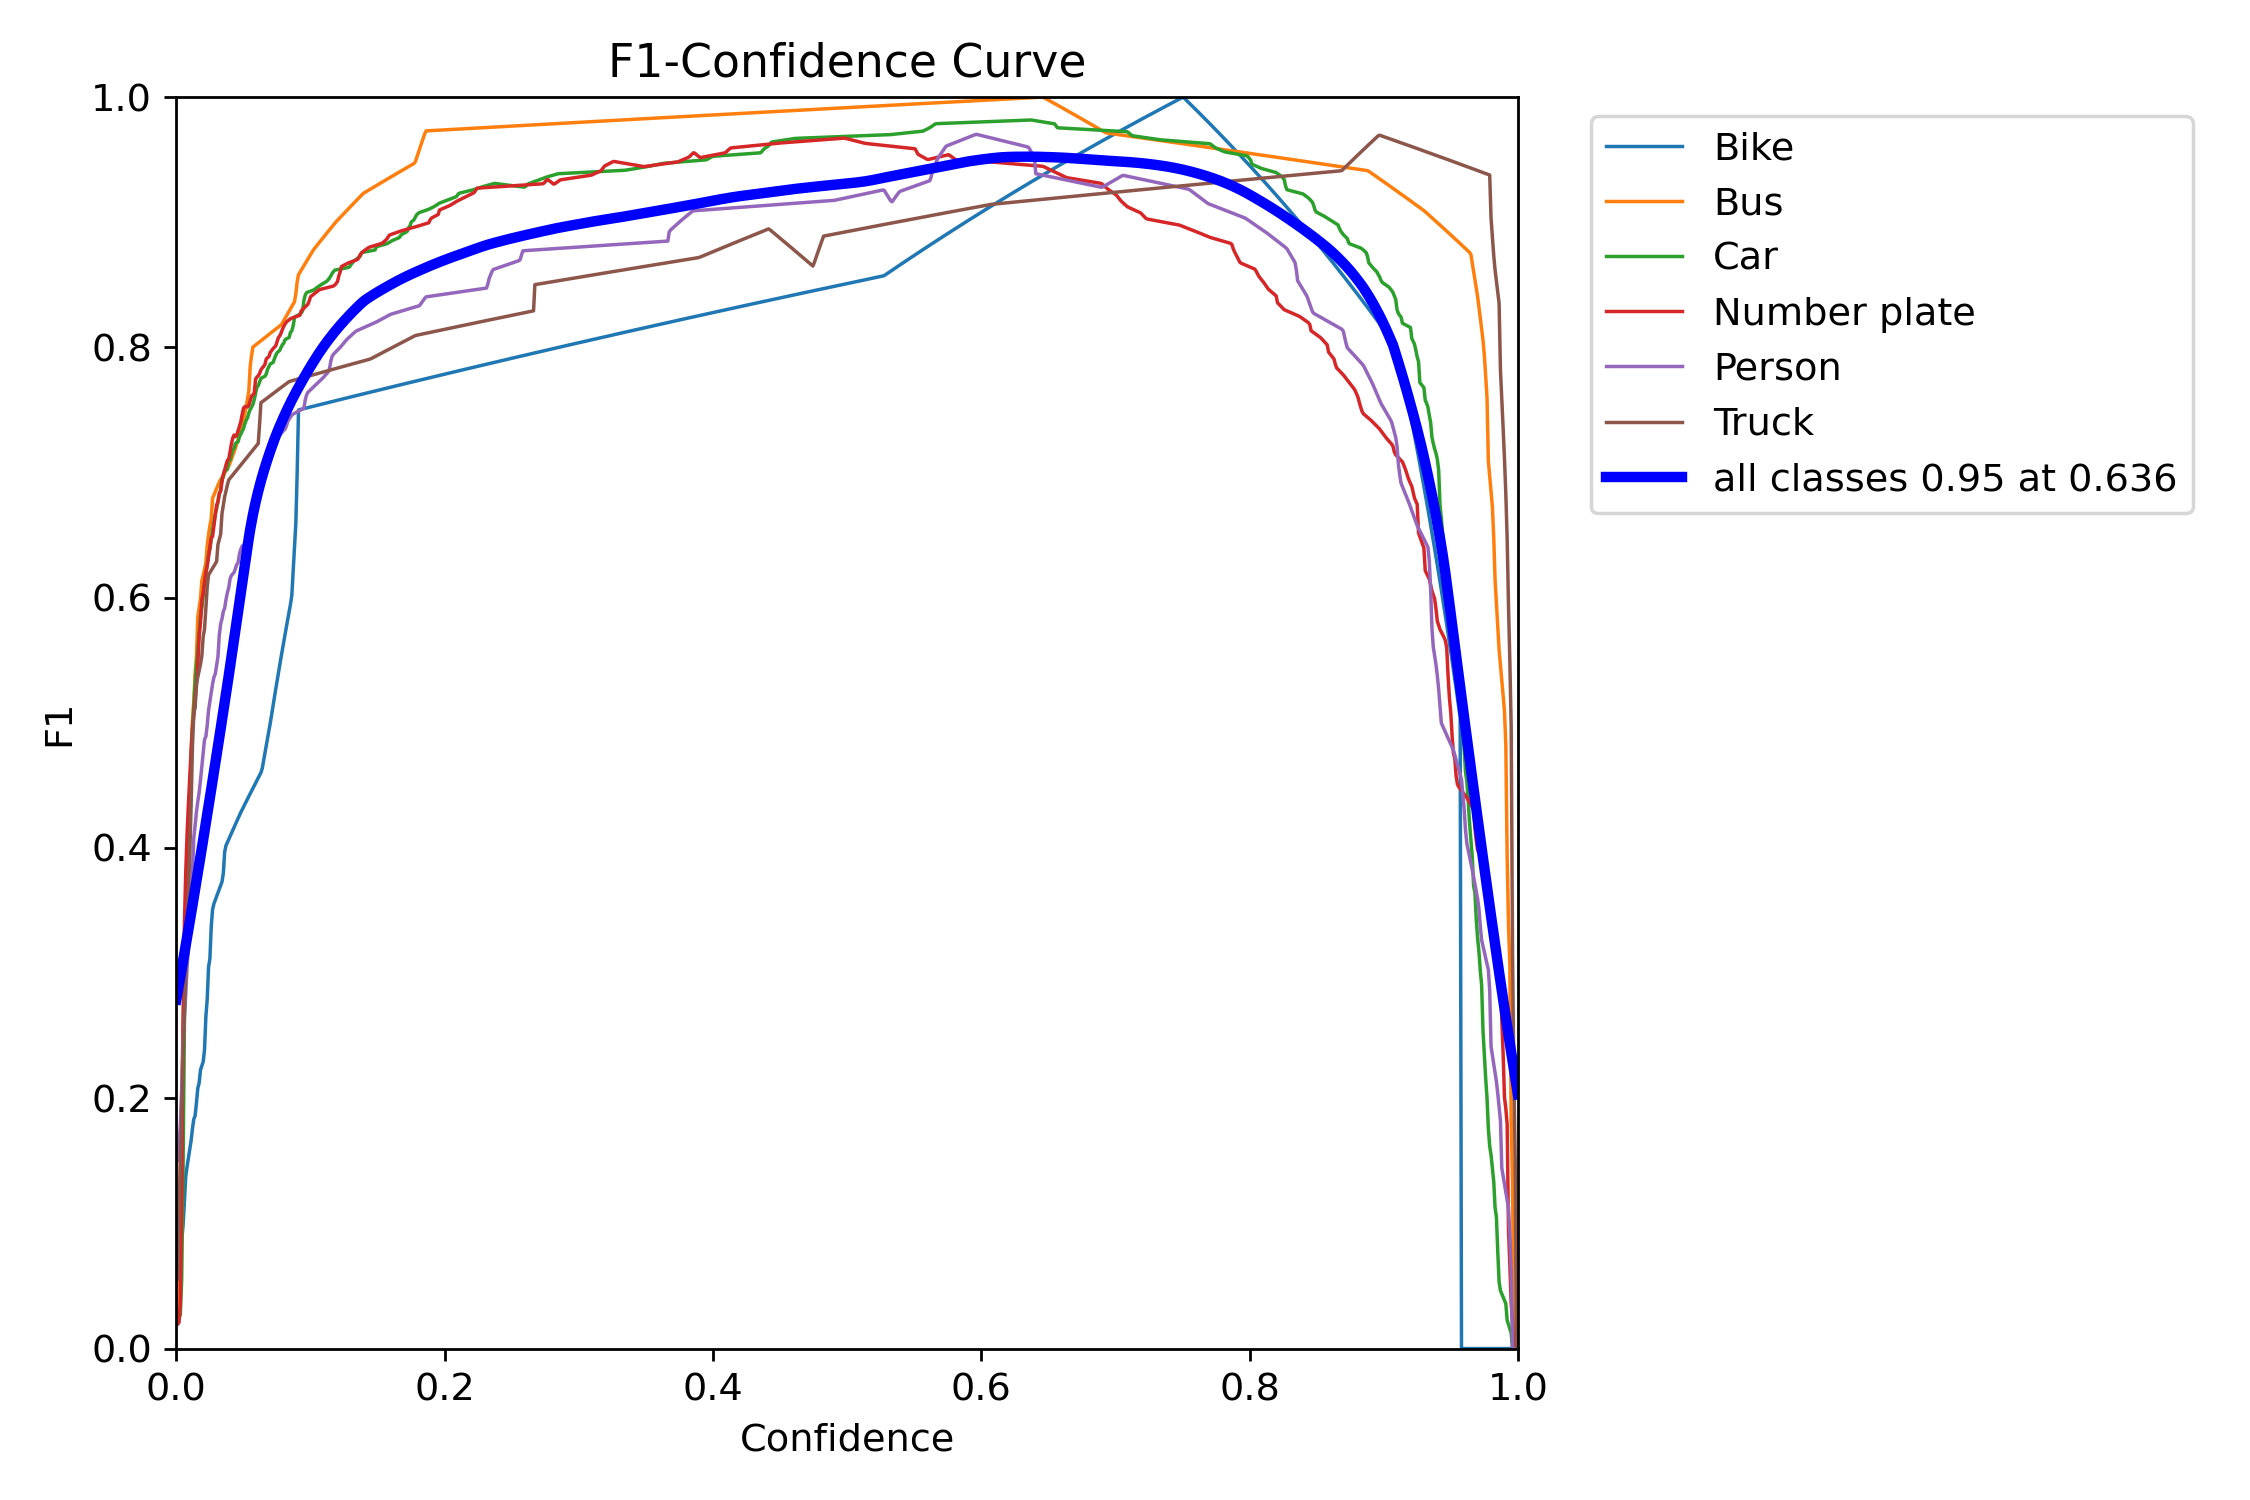 F1-Confidence Curve
1.0
0.8
0.6
0.4
0.2
0.0
F1
0.0 0.2 0.4 0.6 0.8 1.0
Confidence
Bike
Bus
Car
Number plate
Person
Truck
all classes 0.95 at 0.636